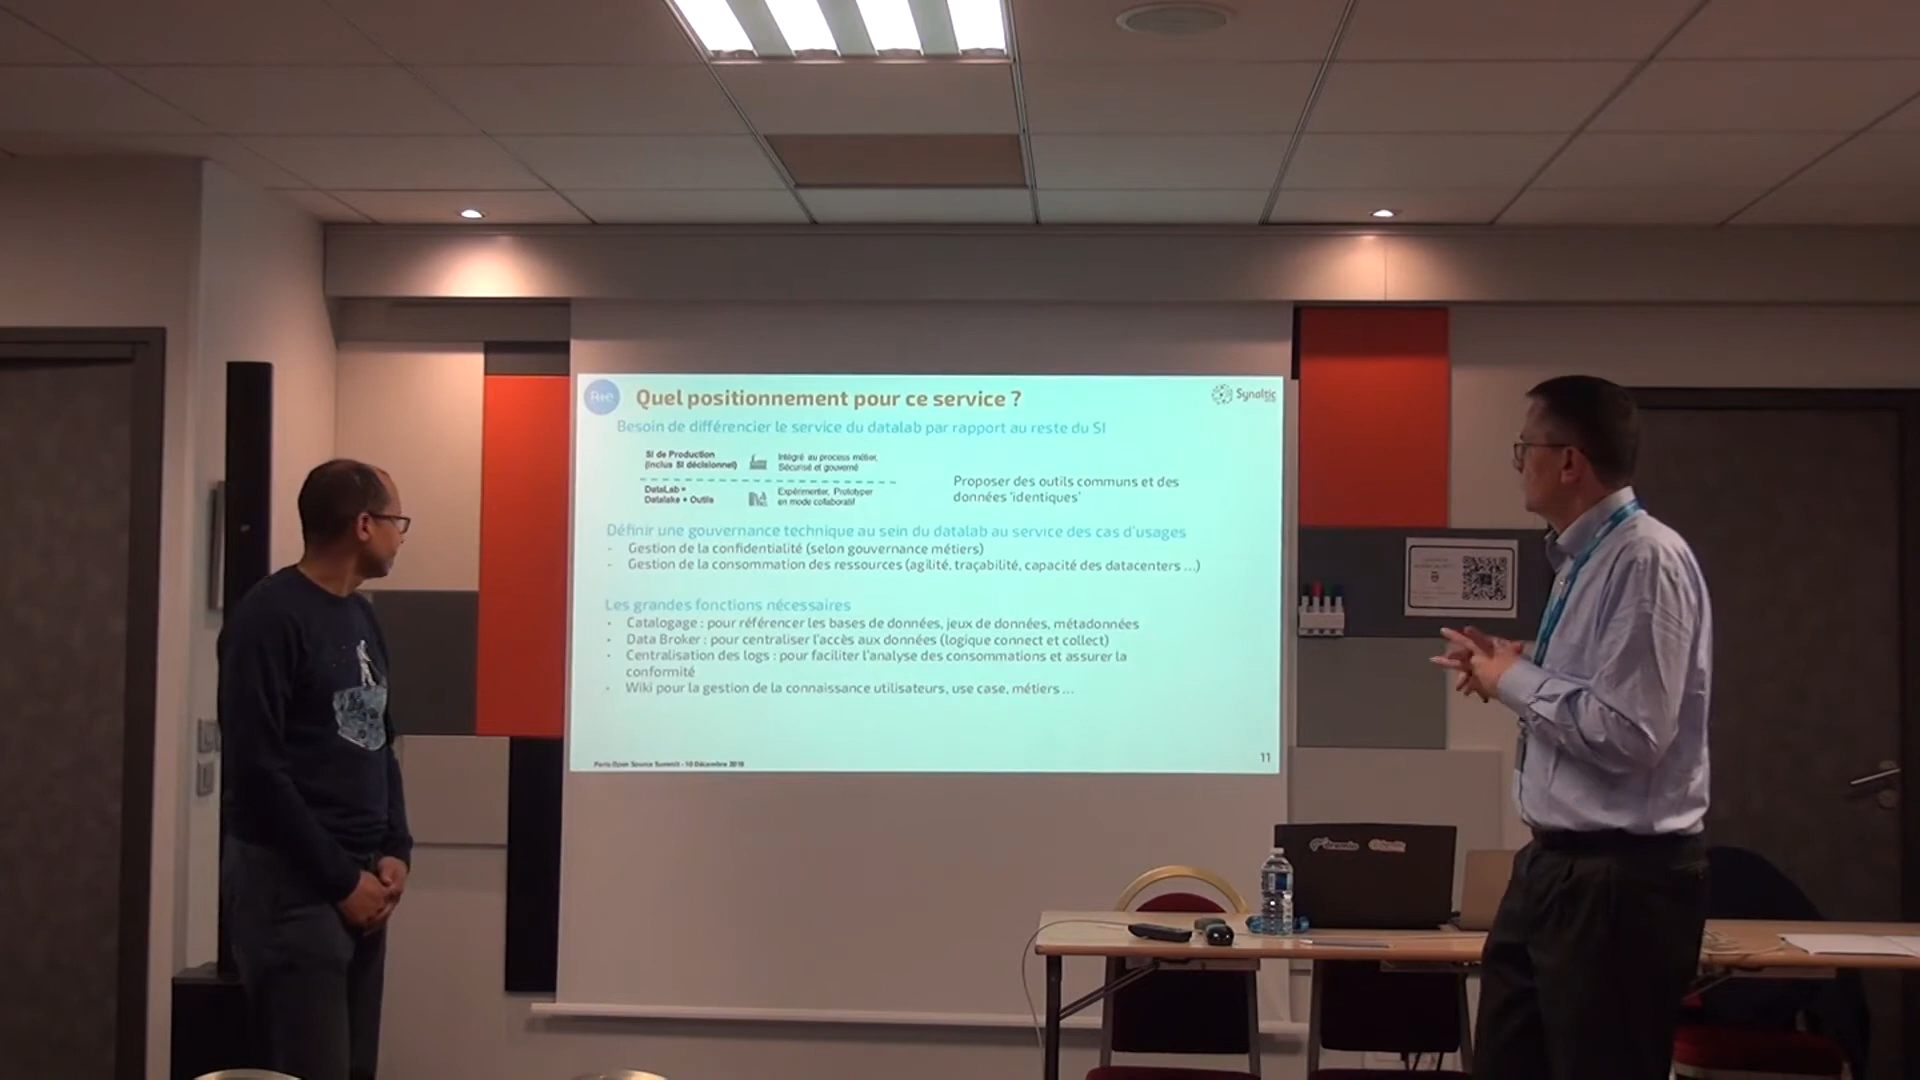 Quel positionnement pour ce service ?
Synaltic
Besoin de différencier le service du datalab par rapport au reste du SI
SI de Production
(inclus SI décisionnel)
Intégré au process métier,
Sécurisé et gouverné
DataLab =
Datalake + Outils
Expérimenter, Prototyper
en mode collaboratif
Proposer des outils communs et des
données 'identiques'
Définir une gouvernance technique au sein du datalab au service des cas d'usages
- Gestion de la confidentialité (selon gouvernance métiers)
- Gestion de la consommation des ressources (agilité, traçabilité, capacité des datacenters ...)
Les grandes fonctions nécessaires
• Catalogage : pour référencer les bases de données, jeux de données, métadonnées
• Data Broker : pour centraliser l'accès aux données (logique connect et collect)
• Centralisation des logs : pour faciliter l'analyse des consommations et assurer la
conformité
• Wiki pour la gestion de la connaissance utilisateurs, use case, métiers ...
Paris Open Source Summit - 10 Décembre 2019
11